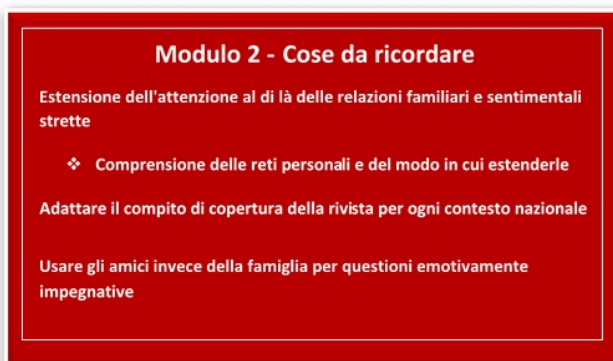 Modulo 2 - Cose da ricordare
Estensione dell'attenzione al di là delle relazioni familiari e sentimentali
strette
❖ Comprensione delle reti personali e del modo in cui estenderle
Adattare il compito di copertura della rivista per ogni contesto nazionale
Usare gli amici invece della famiglia per questioni emotivamente
impegnative